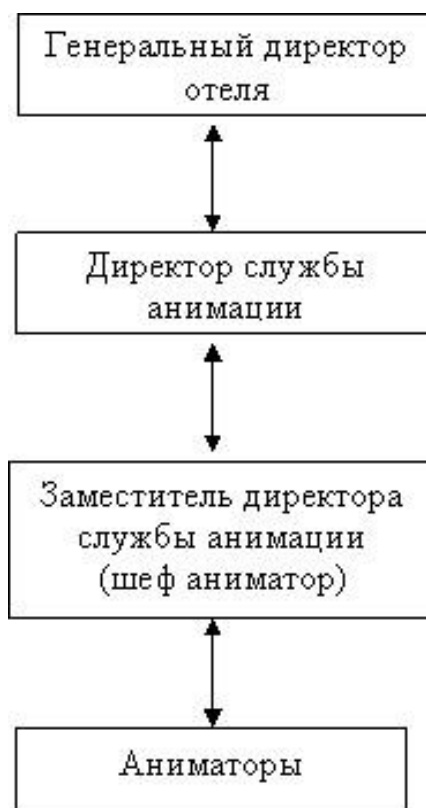 Генеральный директор
отеля
Директор службы
анимации
Заместитель директора
службы анимации
(шеф аниматор)
Аниматоры